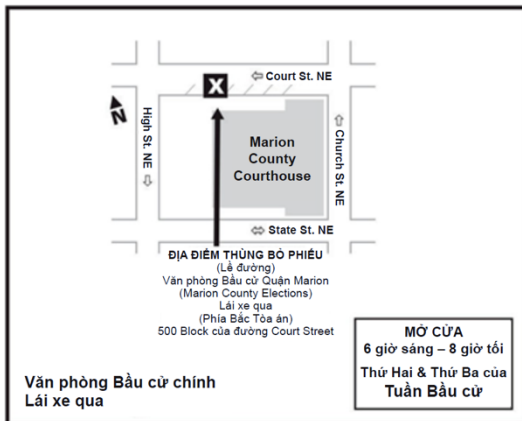 Court St. NE
X
N
High St. NE
Marion
County
Courthouse
Church St. NE
State St. NE
ĐỊA ĐIỂM THÙNG BỎ PHIẾU
(Lề đường)
Văn phòng Bầu cử Quận Marion
(Marion County Elections)
Lái xe qua
(Phía Bắc Tòa án)
500 Block của đường Court Street
Văn phòng Bầu cử chính
Lái xe qua
MỞ CỬA
6 giờ sáng – 8 giờ tối
Thứ Hai & Thứ Ba của
Tuần Bầu cử